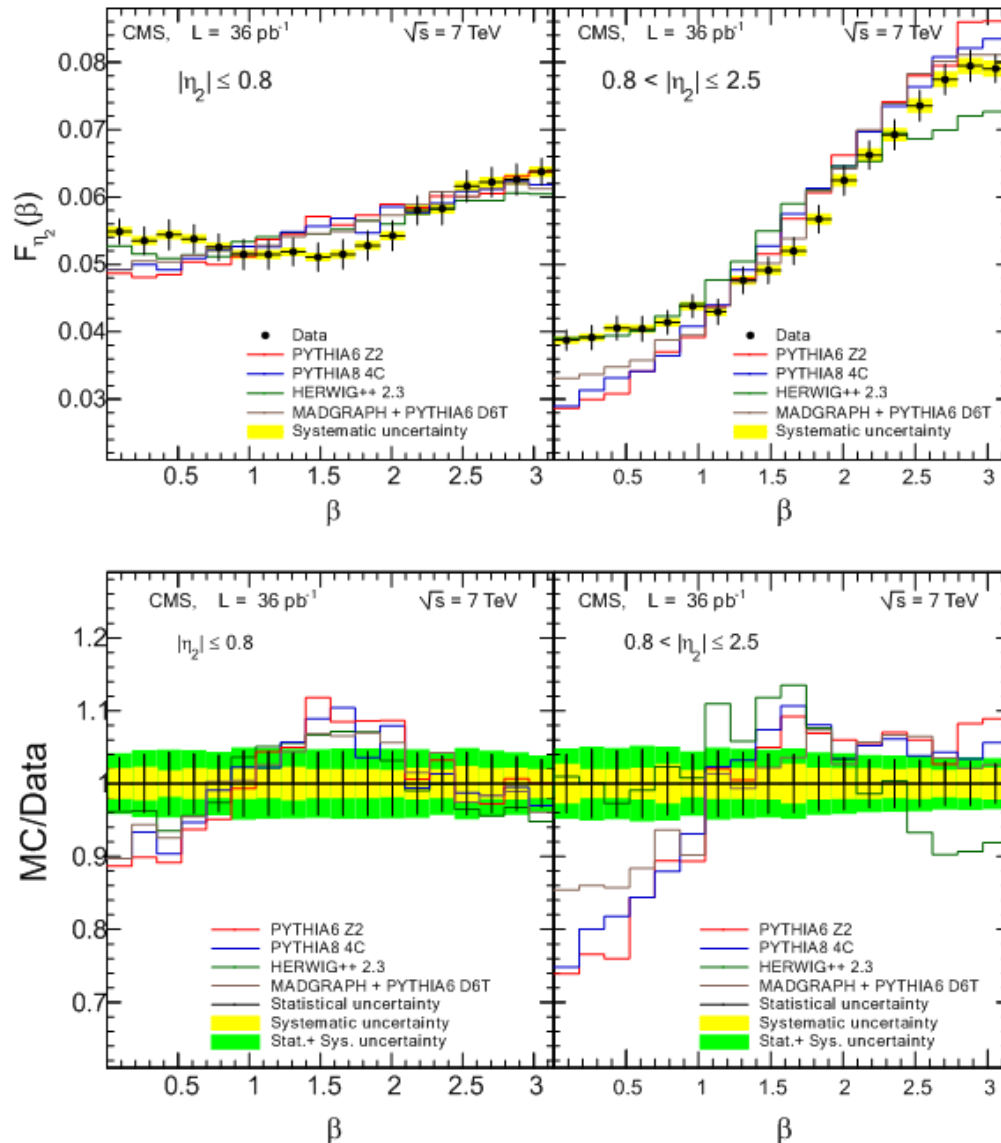 CMS, L = 36 pb⁻¹ √s = 7 TeV
|η₂| ≤ 0.8
F_η₂(β)
0.08
0.07
0.06
0.05
0.04
0.03
Data
PYTHIA6 Z2
PYTHIA8 4C
HERWIG++ 2.3
MADGRAPH + PYTHIA6 D6T
Systematic uncertainty
0.5 1 1.5 2 2.5 3
β
CMS, L = 36 pb⁻¹ √s = 7 TeV
0.8 < |η₂| ≤ 2.5
Data
PYTHIA6 Z2
PYTHIA8 4C
HERWIG++ 2.3
MADGRAPH + PYTHIA6 D6T
Systematic uncertainty
0.5 1 1.5 2 2.5 3
β
CMS, L = 36 pb⁻¹ √s = 7 TeV
|η₂| ≤ 0.8
MC/Data
1.2
1.1
1
0.9
0.8
0.7
PYTHIA6 Z2
PYTHIA8 4C
HERWIG++ 2.3
MADGRAPH + PYTHIA6 D6T
Statistical uncertainty
Systematic uncertainty
Stat.+ Sys. uncertainty
0.5 1 1.5 2 2.5 3
β
CMS, L = 36 pb⁻¹ √s = 7 TeV
0.8 < |η₂| ≤ 2.5
PYTHIA6 Z2
PYTHIA8 4C
HERWIG++ 2.3
MADGRAPH + PYTHIA6 D6T
Statistical uncertainty
Systematic uncertainty
Stat.+ Sys. uncertainty
0.5 1 1.5 2 2.5 3
β